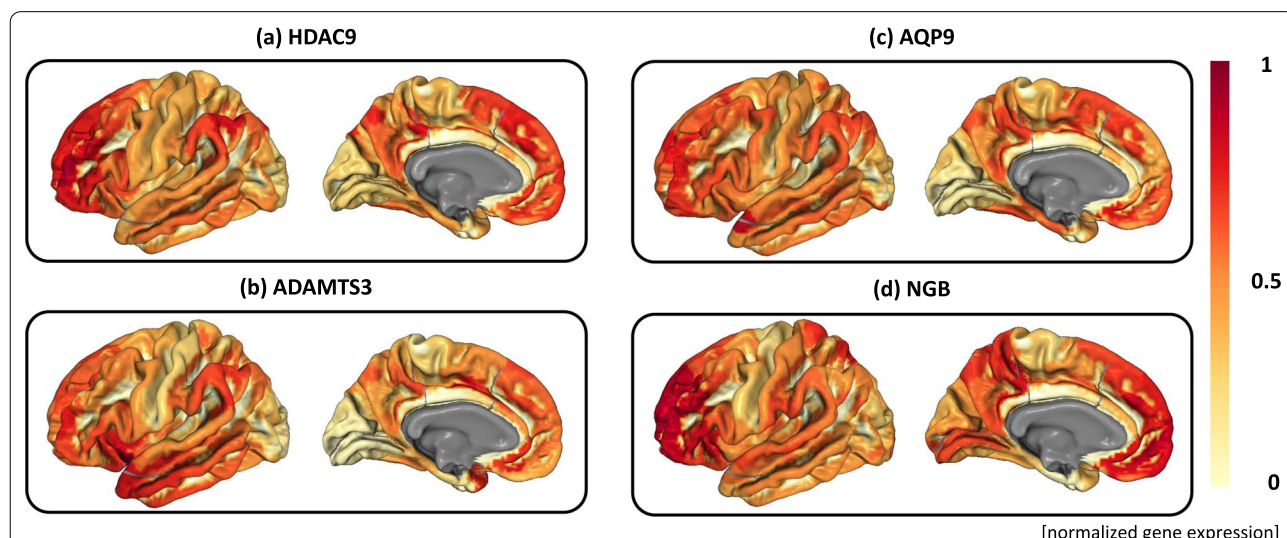 (a) HDAC9
(c) AQP9
1
(b) ADAMTS3
(d) NGB
0.5
0
[normalized gene expression]